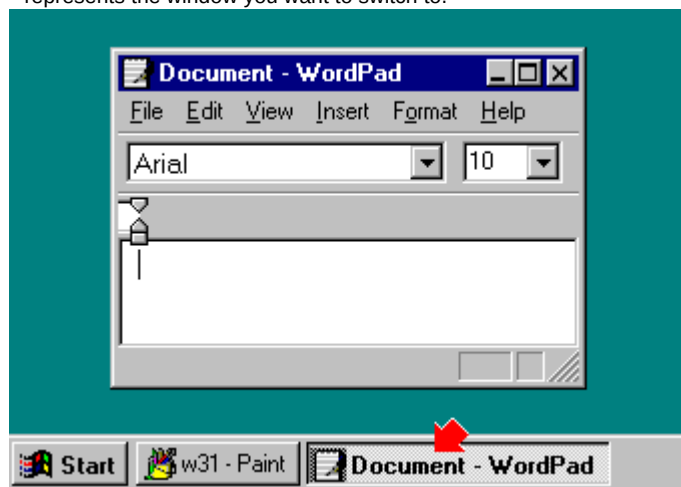 represents the window you want to switch to.
Document - WordPad
File Edit View Insert Format Help
Arial 10
Start w31 - Paint Document - WordPad